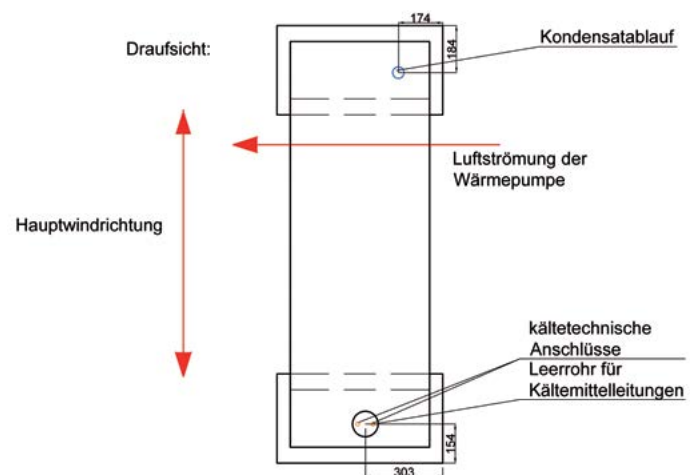 174
184
Draufsicht:
Kondensatablauf
Luftströmung der
Wärmepumpe
Hauptwindrichtung
kältetechnische
Anschlüsse
Leerrohr für
Kältemittelleitungen
154
303